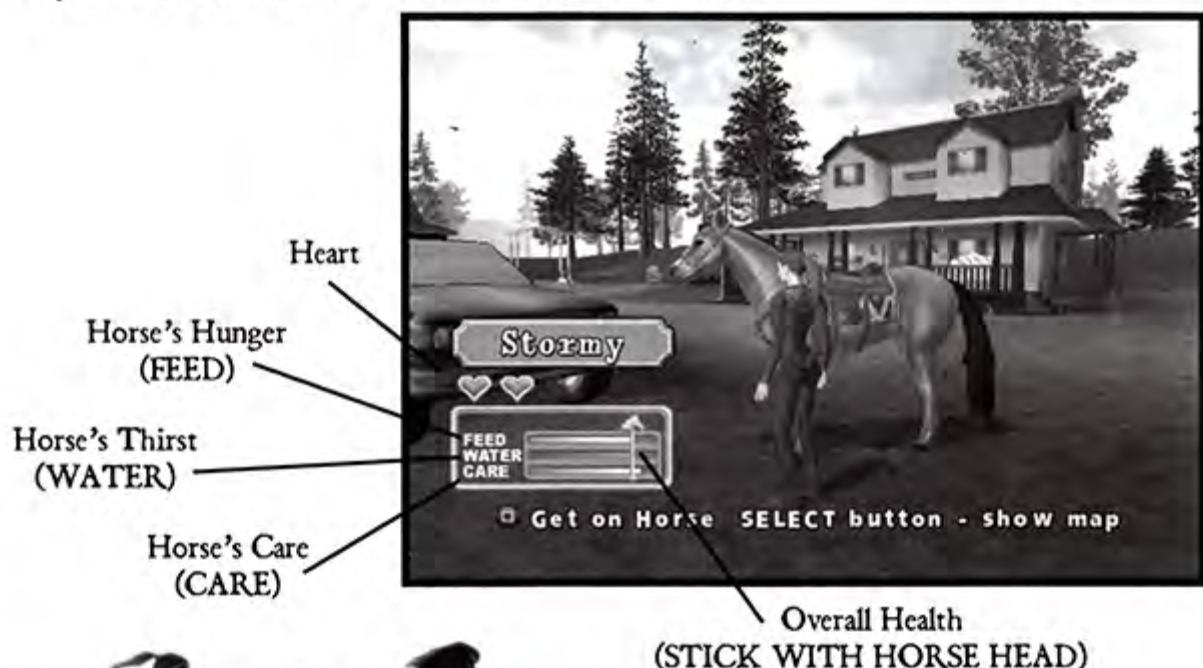 Heart
Horse's Hunger
(FEED)
Horse's Thirst
(WATER)
Horse's Care
(CARE)
Stormy
FEED
WATER
CARE
Get on Horse SELECT button - show map
Overall Health
(STICK WITH HORSE HEAD)